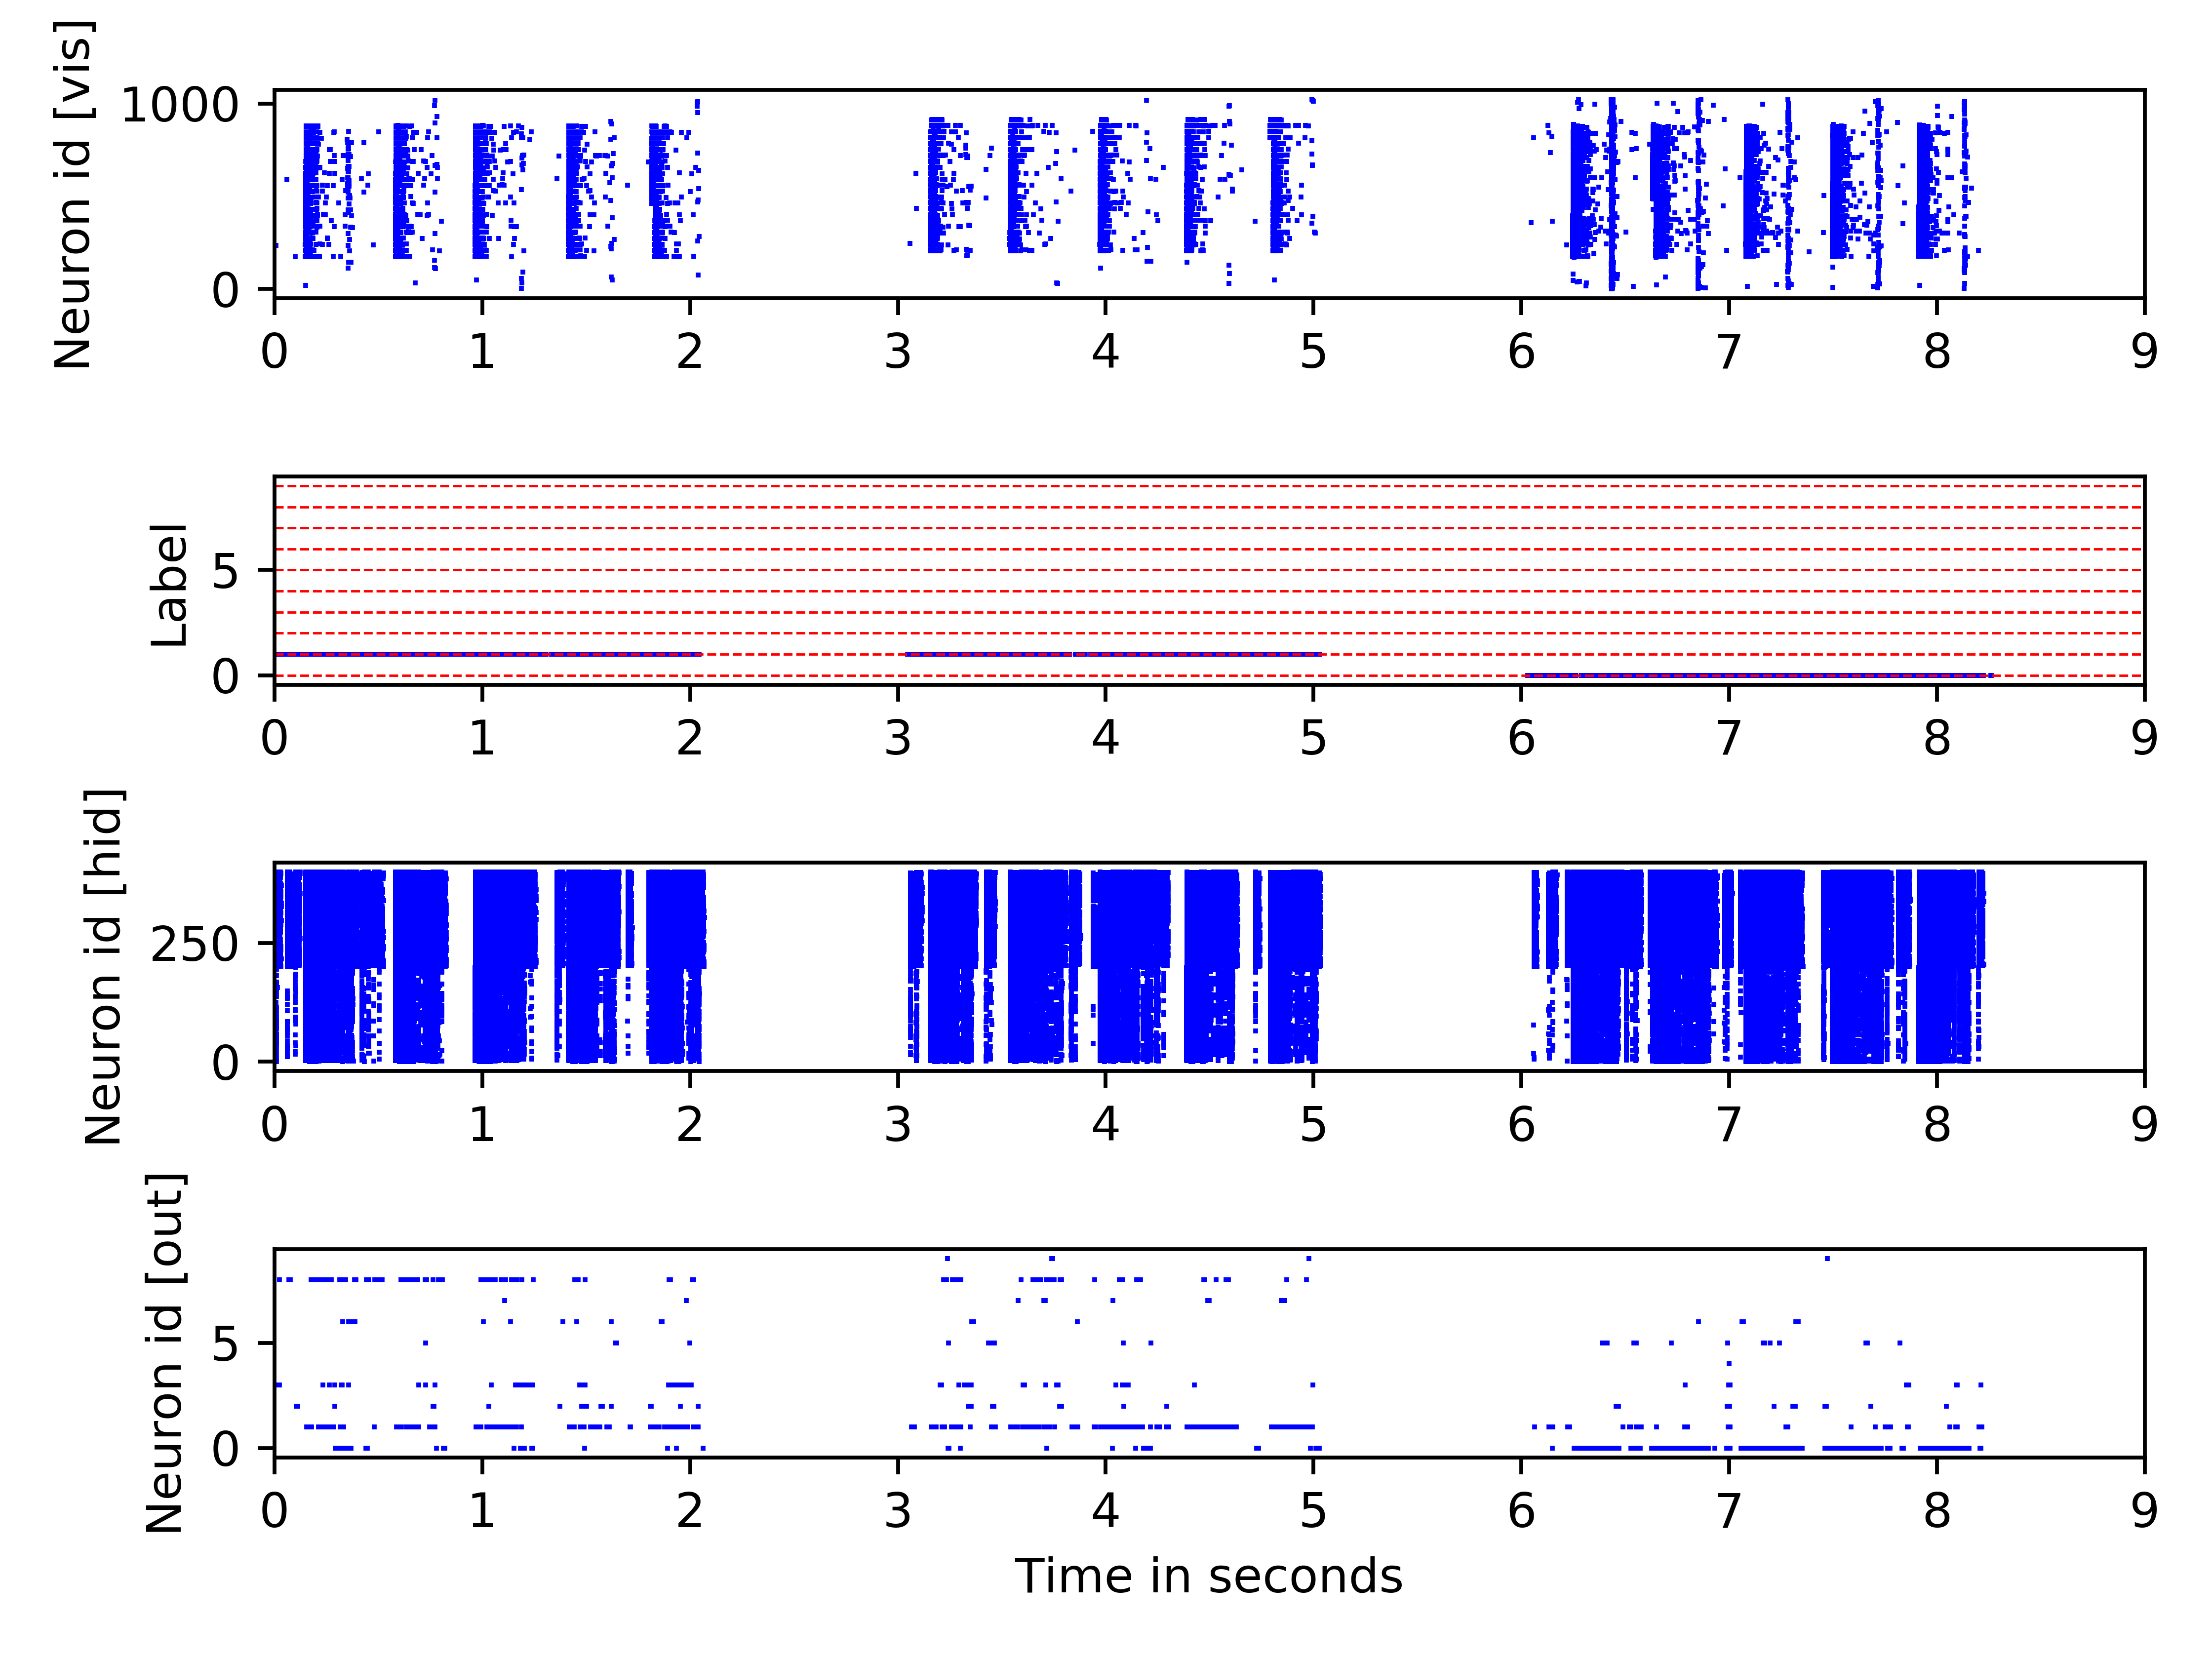 Neuron id [vis]
1000
0
0 1 2 3 4 5 6 7 8 9
Label
5
0
0 1 2 3 4 5 6 7 8 9
Neuron id [hid]
250
0
0 1 2 3 4 5 6 7 8 9
Neuron id [out]
5
0
0 1 2 3 4 5 6 7 8 9
Time in seconds